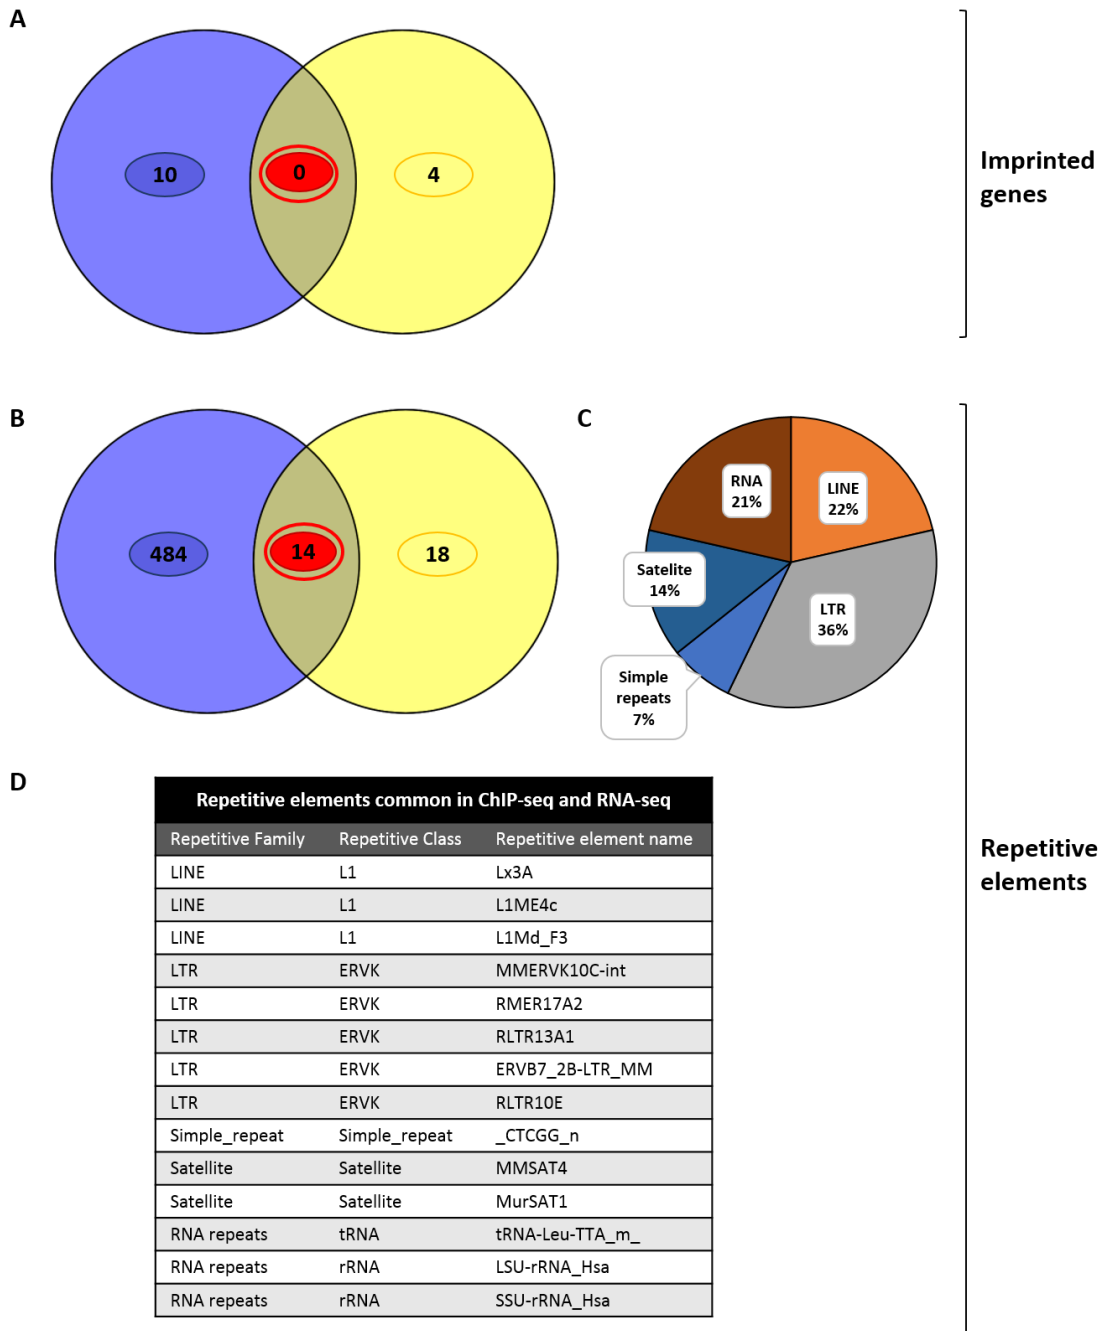 A
10
0
4
Imprinted
genes
B
484
14
18
C
RNA
21%
LINE
22%
Satelite
14%
LTR
36%
Simple
repeats
7%
D
Repetitive elements common in ChIP-seq and RNA-seq
Repetitive Family Repetitive Class Repetitive element name
LINE L1 Lx3A
LINE L1 L1ME4c
LINE L1 L1Md_F3
LTR ERVK MMERVK10C-int
LTR ERVK RMER17A2
LTR ERVK RLTR13A1
LTR ERVK ERVB7_2B-LTR_MM
LTR ERVK RLTR10E
Simple_repeat Simple_repeat _CTCGG_n
Satellite Satellite MMSAT4
Satellite Satellite MurSAT1
RNA repeats tRNA tRNA-Leu-TTA_m_
RNA repeats rRNA LSU-rRNA_Hsa
RNA repeats rRNA SSU-rRNA_Hsa
Repetitive
elements